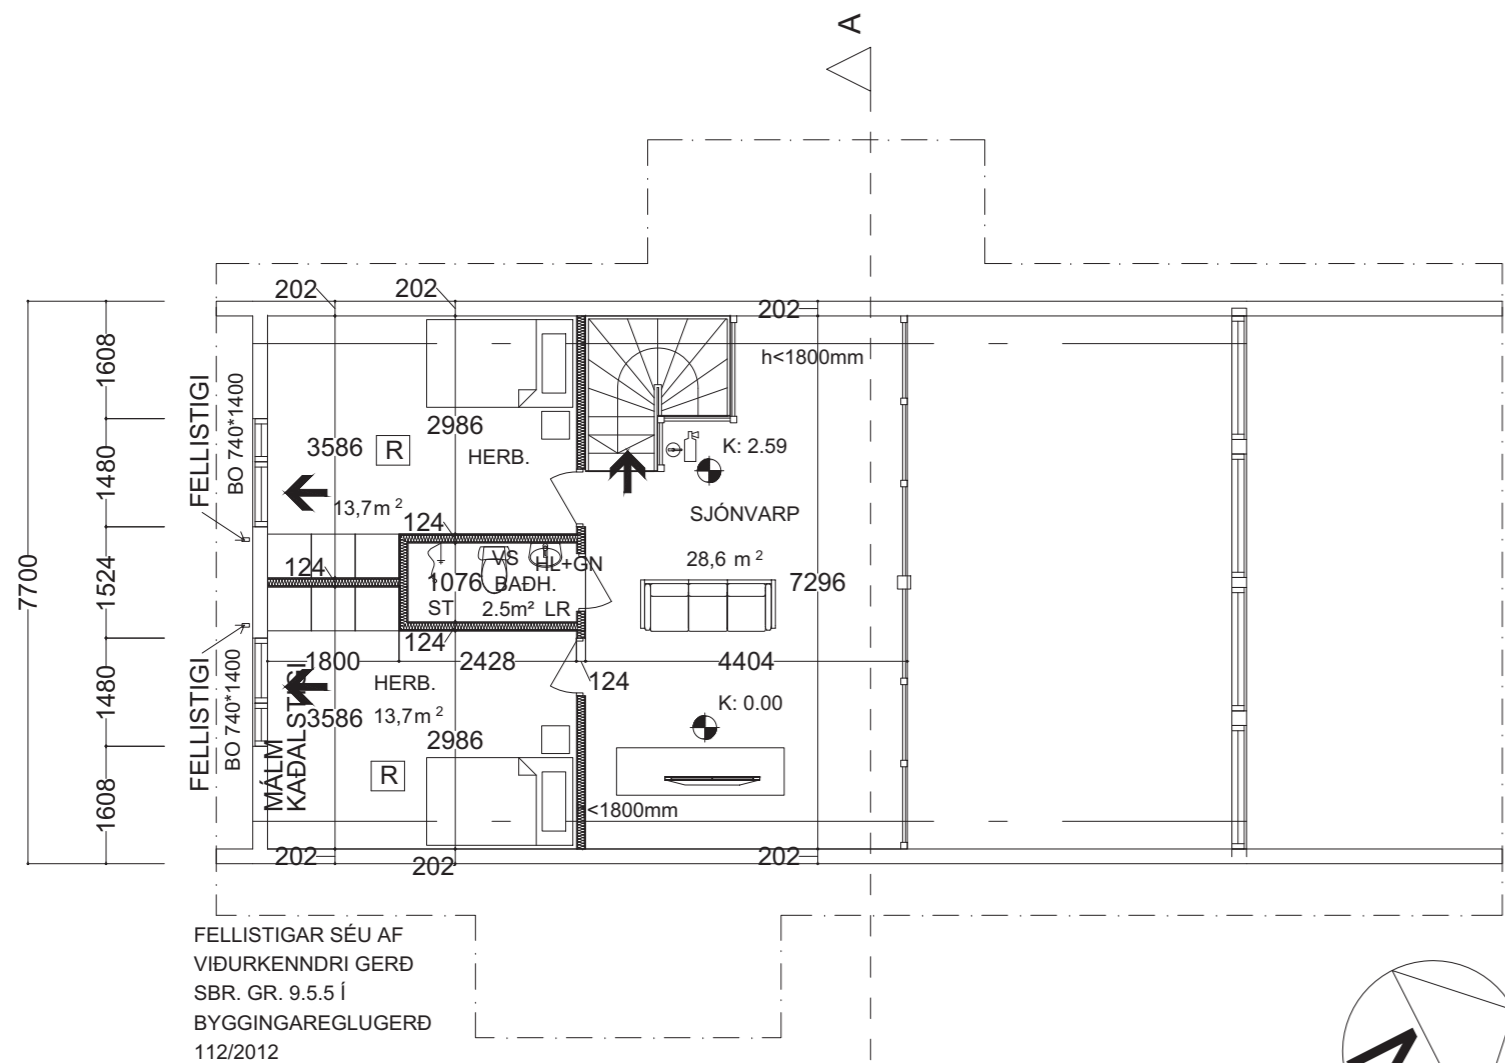 A
202
202
202
1608
h<1800mm
FELLISTIGI
BO 740*1400
3586
R
2986
HERB.
K: 2.59
1480
13,7m²
124
SJÓNVARP
7700
1524
124
VS
HL+GN
1076
BAÐH.
ST
2.5m²
LR
28,6 m²
7296
124
1800
2428
124
4404
FELLISTIGI
BO 740*1400
MÁLM
KAÐALSTIGI
HERB.
3586
13,7m²
K: 0.00
1480
2986
R
<1800mm
1608
202
202
202
FELLISTIGAR SÉU AF
VIÐURKENNDRI GERÐ
SBR. GR. 9.5.5 Í
BYGGINGAREGLUGERÐ
112/2012